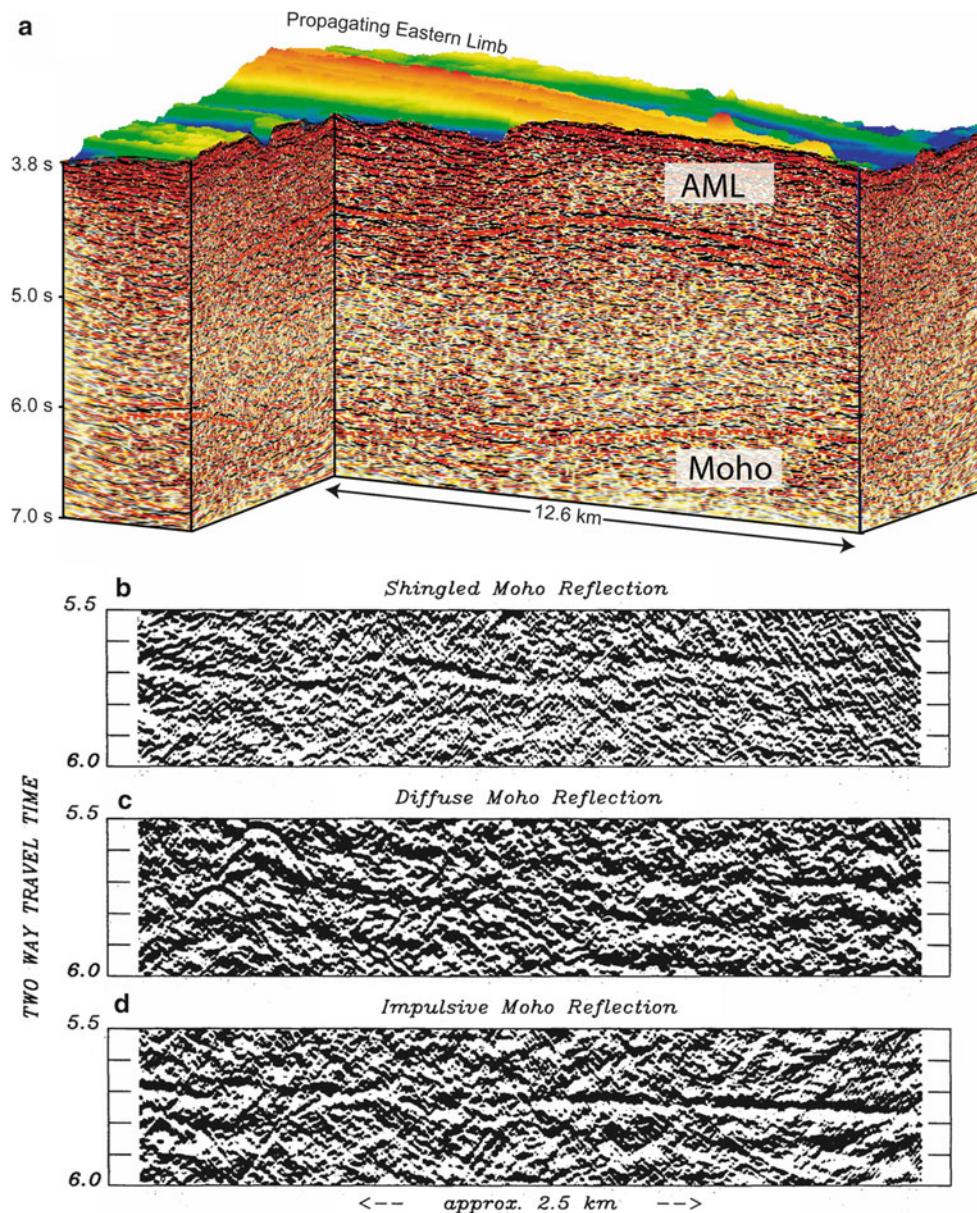 a
Propagating Eastern Limb
3.8 s
AML
5.0 s
6.0 s
Moho
7.0 s
12.6 km
b
Shingled Moho Reflection
5.5
6.0
TWO WAY TRAVEL TIME
c
Diffuse Moho Reflection
5.5
6.0
d
Impulsive Moho Reflection
5.5
6.0
<-- approx. 2.5 km -->